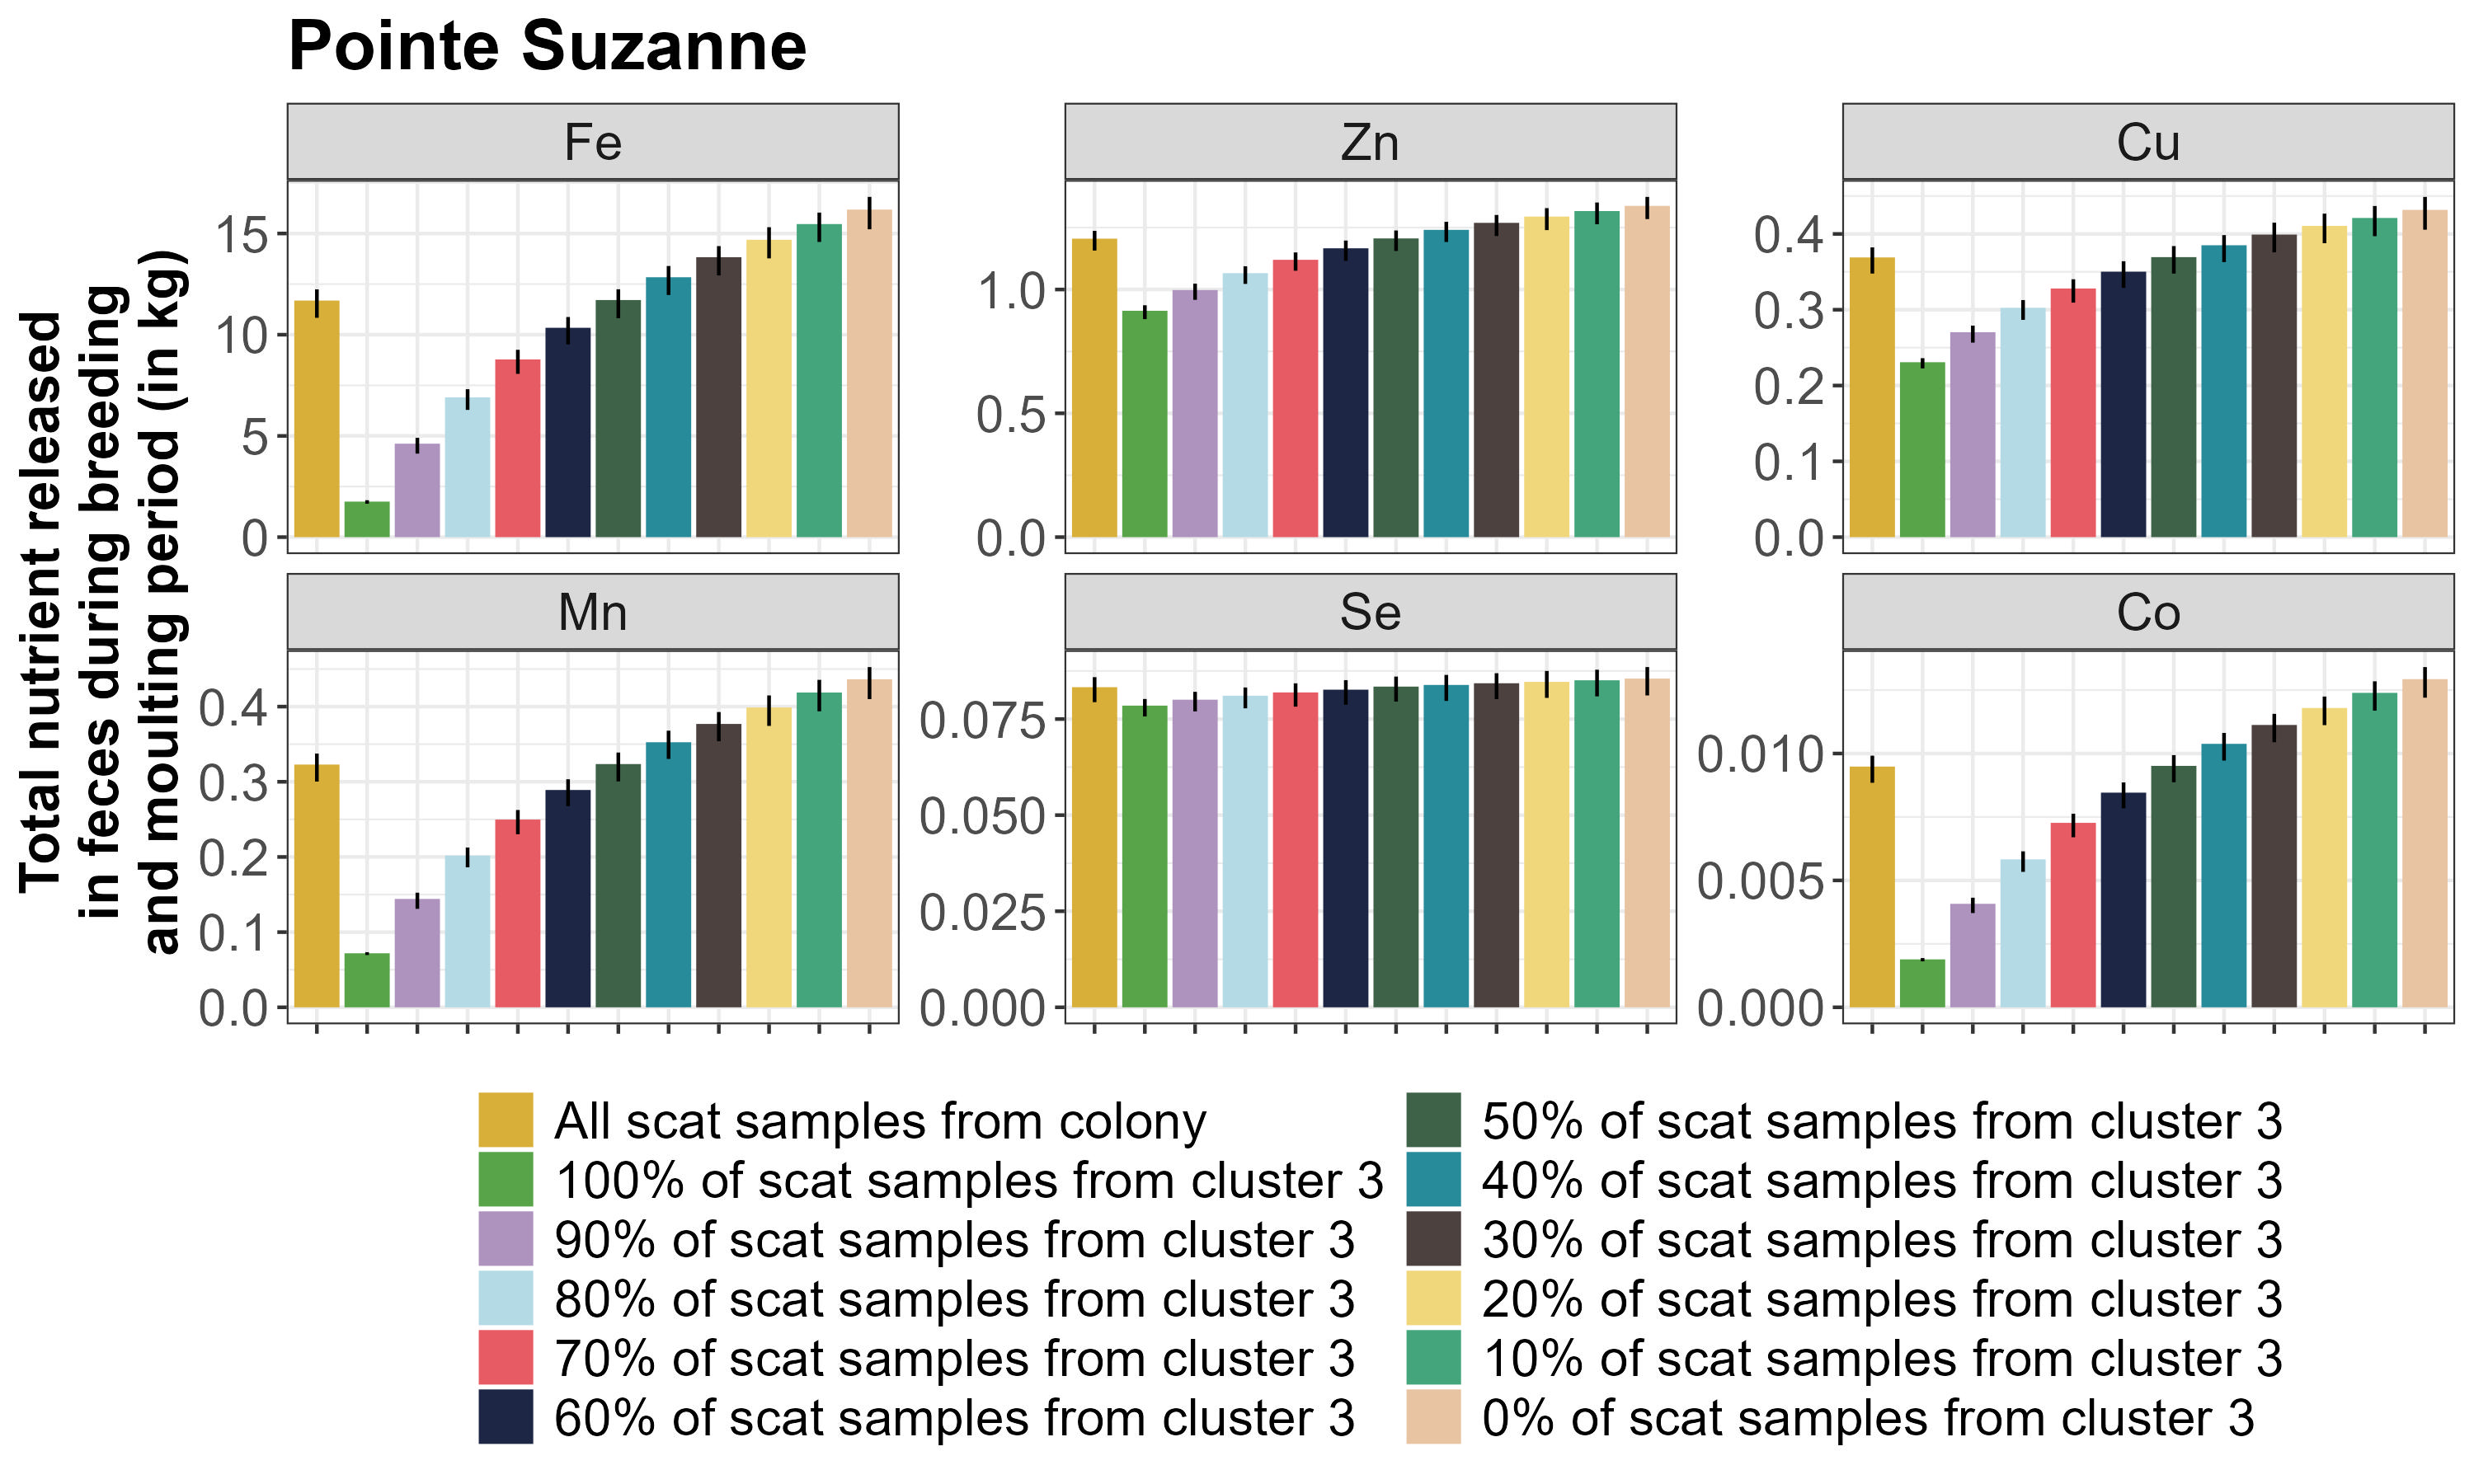 Pointe Suzanne
Total nutrient released
in feces during breeding
and moulting period (in kg)
Fe
15
10
5
0
Zn
1.0
0.5
0.0
Cu
0.4
0.3
0.2
0.1
0.0
Mn
0.4
0.3
0.2
0.1
0.0
Se
0.075
0.050
0.025
0.000
Co
0.010
0.005
0.000
All scat samples from colony
100% of scat samples from cluster 3
90% of scat samples from cluster 3
80% of scat samples from cluster 3
70% of scat samples from cluster 3
60% of scat samples from cluster 3
50% of scat samples from cluster 3
40% of scat samples from cluster 3
30% of scat samples from cluster 3
20% of scat samples from cluster 3
10% of scat samples from cluster 3
0% of scat samples from cluster 3